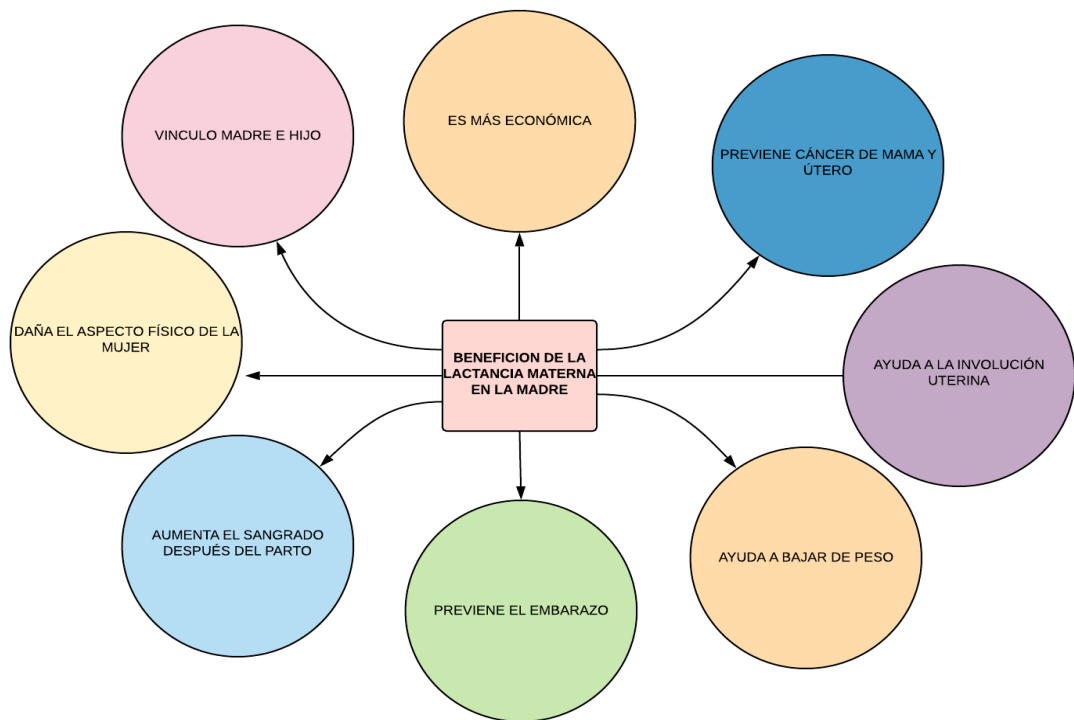 VINCULO MADRE E HIJO
ES MÁS ECONÓMICA
PREVIENE CÁNCER DE MAMA Y
ÚTERO
DAÑA EL ASPECTO FÍSICO DE LA
MUJER
BENEFICION DE LA
LACTANCIA MATERNA
EN LA MADRE
AYUDA A LA INVOLUCIÓN
UTERINA
AUMENTA EL SANGRADO
DESPUÉS DEL PARTO
PREVIENE EL EMBARAZO
AYUDA A BAJAR DE PESO